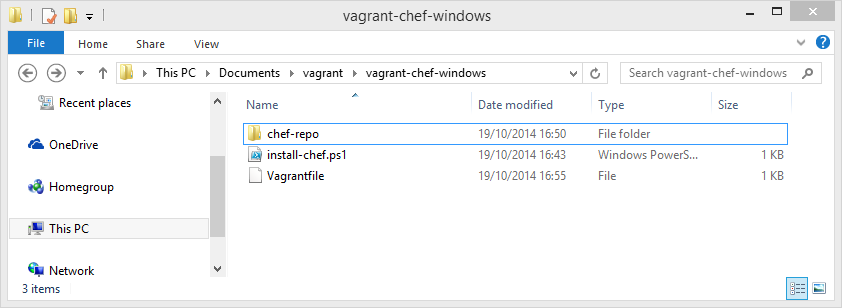 vagrant-chef-windows
File Home Share View
This PC Documents vagrant vagrant-chef-windows Search vagrant-chef-windows
Recent places Name Date modified Type Size
chef-repo 19/10/2014 16:50 File folder
OneDrive install-chef.ps1 19/10/2014 16:43 Windows PowerS... 1 KB
Vagrantfile 19/10/2014 16:55 File 1 KB
Homegroup
This PC
Network
3 items